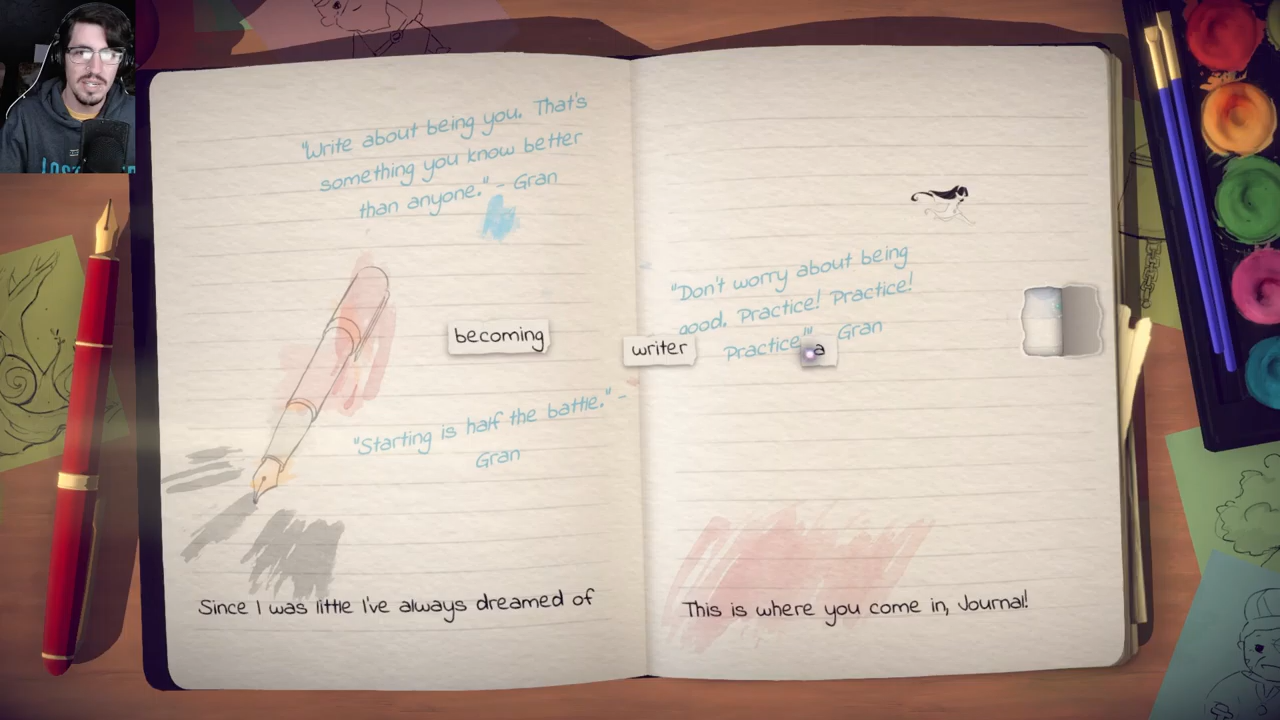 "Write about being you. That's
something you know better
than anyone." - Gran
becoming
"Starting is half the battle." -
Gran
Since I was little I've always dreamed of
"Don't worry about being
good. Practice! Practice!
Practice!" - Gran
writer
a
This is where you come in, Journal!